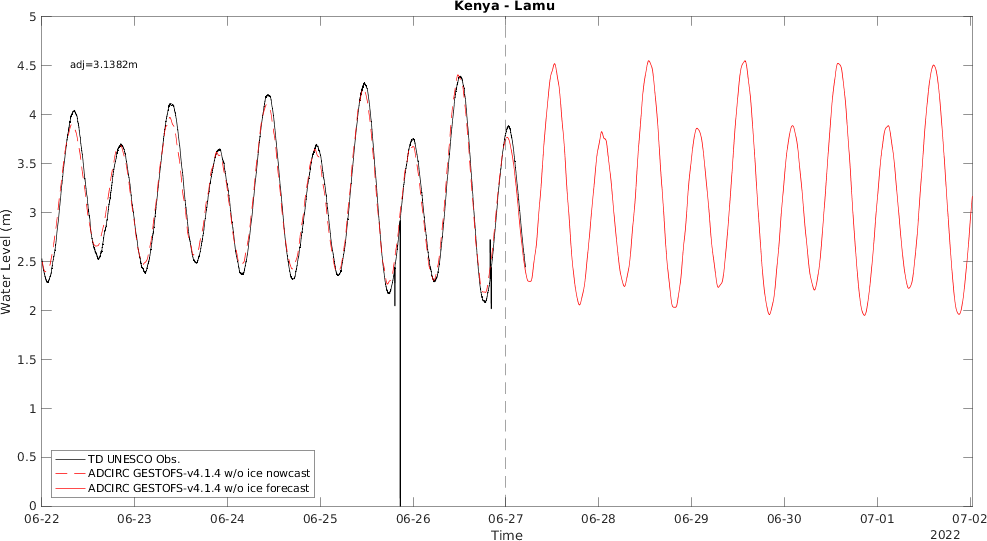 Kenya - Lamu
adj=3.1382m
Water Level (m)
5
4.5
4
3.5
3
2.5
2
1.5
1
0.5
0
TD UNESCO Obs.
ADCIRC GESTOFS-v4.1.4 w/o ice nowcast
ADCIRC GESTOFS-v4.1.4 w/o ice forecast
06-22 06-23 06-24 06-25 06-26 06-27 06-28 06-29 06-30 07-01 07-02
Time
2022